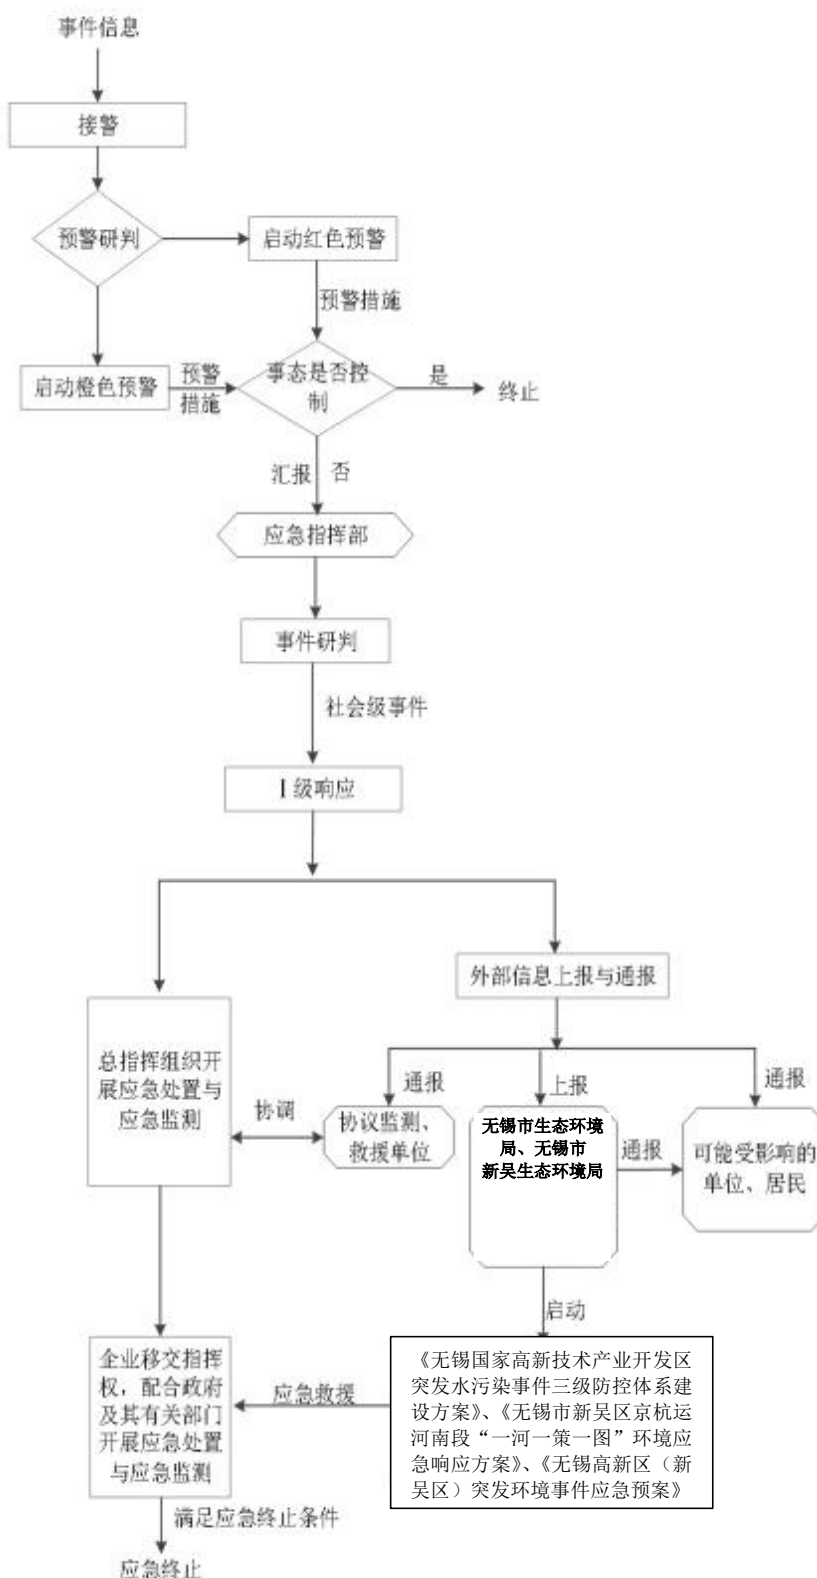 事件信息
接警
预警研判
启动红色预警
预警措施
启动橙色预警
预警
措施
事态是否控
制
是
终止
汇报 否
应急指挥部
事件研判
社会级事件
Ⅰ级响应
外部信息上报与通报
总指挥组织开
展应急处置与
应急监测
协调
通报
上报
通报
协议监测、
救援单位
无锡市生态环境
局、无锡市
新吴生态环境局
通报
可能受影响的
单位、居民
启动
企业移交指挥
权，配合政府
及其有关部门
开展应急处置
与应急监测
应急救援
《无锡国家高新技术产业开发区
突发水污染事件三级防控体系建
设方案》、《无锡市新吴区京杭运
河南段“一河一策一图”环境应
急响应方案》、《无锡高新区（新
吴区）突发环境事件应急预案》
满足应急终止条件
应急终止